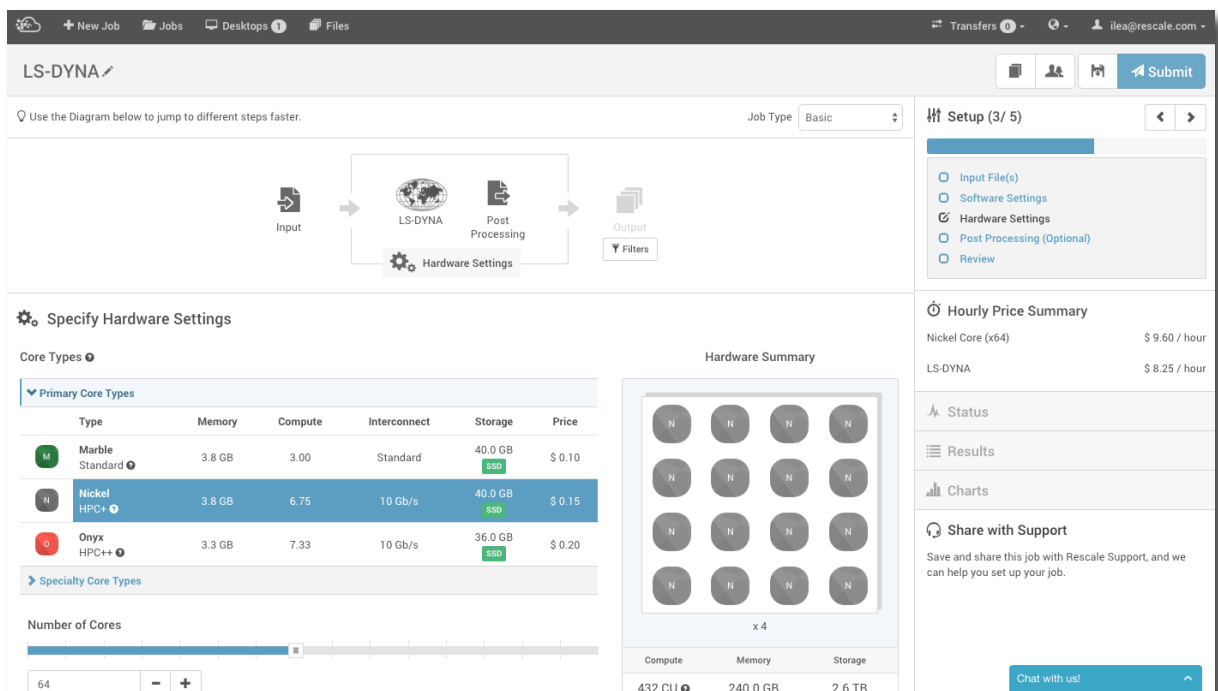 New Job Jobs Desktops 1 Files Transfers 0 ilea@rescale.com
LS-DYNA Submit
Use the Diagram below to jump to different steps faster. Job Type Basic
Input
LS-DYNA
Post
Processing
Output
Filters
Hardware Settings
Specify Hardware Settings
Core Types
Primary Core Types
Type Memory Compute Interconnect Storage Price
M Marble
Standard 3.8 GB 3.00 Standard 40.0 GB
SSD $ 0.10
N Nickel
HPC+ 3.8 GB 6.75 10 Gb/s 40.0 GB
SSD $ 0.15
O Onyx
HPC++ 3.3 GB 7.33 10 Gb/s 36.0 GB
SSD $ 0.20
Specialty Core Types
Number of Cores
64 - +
Hardware Summary
N N N N
N N N N
N N N N
N N N N
x 4
Compute Memory Storage
432 CU 240.0 GB 2.6 TB
Setup (3/ 5)
Input File(s)
Software Settings
Hardware Settings
Post Processing (Optional)
Review
Hourly Price Summary
Nickel Core (x64) $ 9.60 / hour
LS-DYNA $ 8.25 / hour
Status
Results
Charts
Share with Support
Save and share this job with Rescale Support, and we
can help you set up your job.
Chat with us!